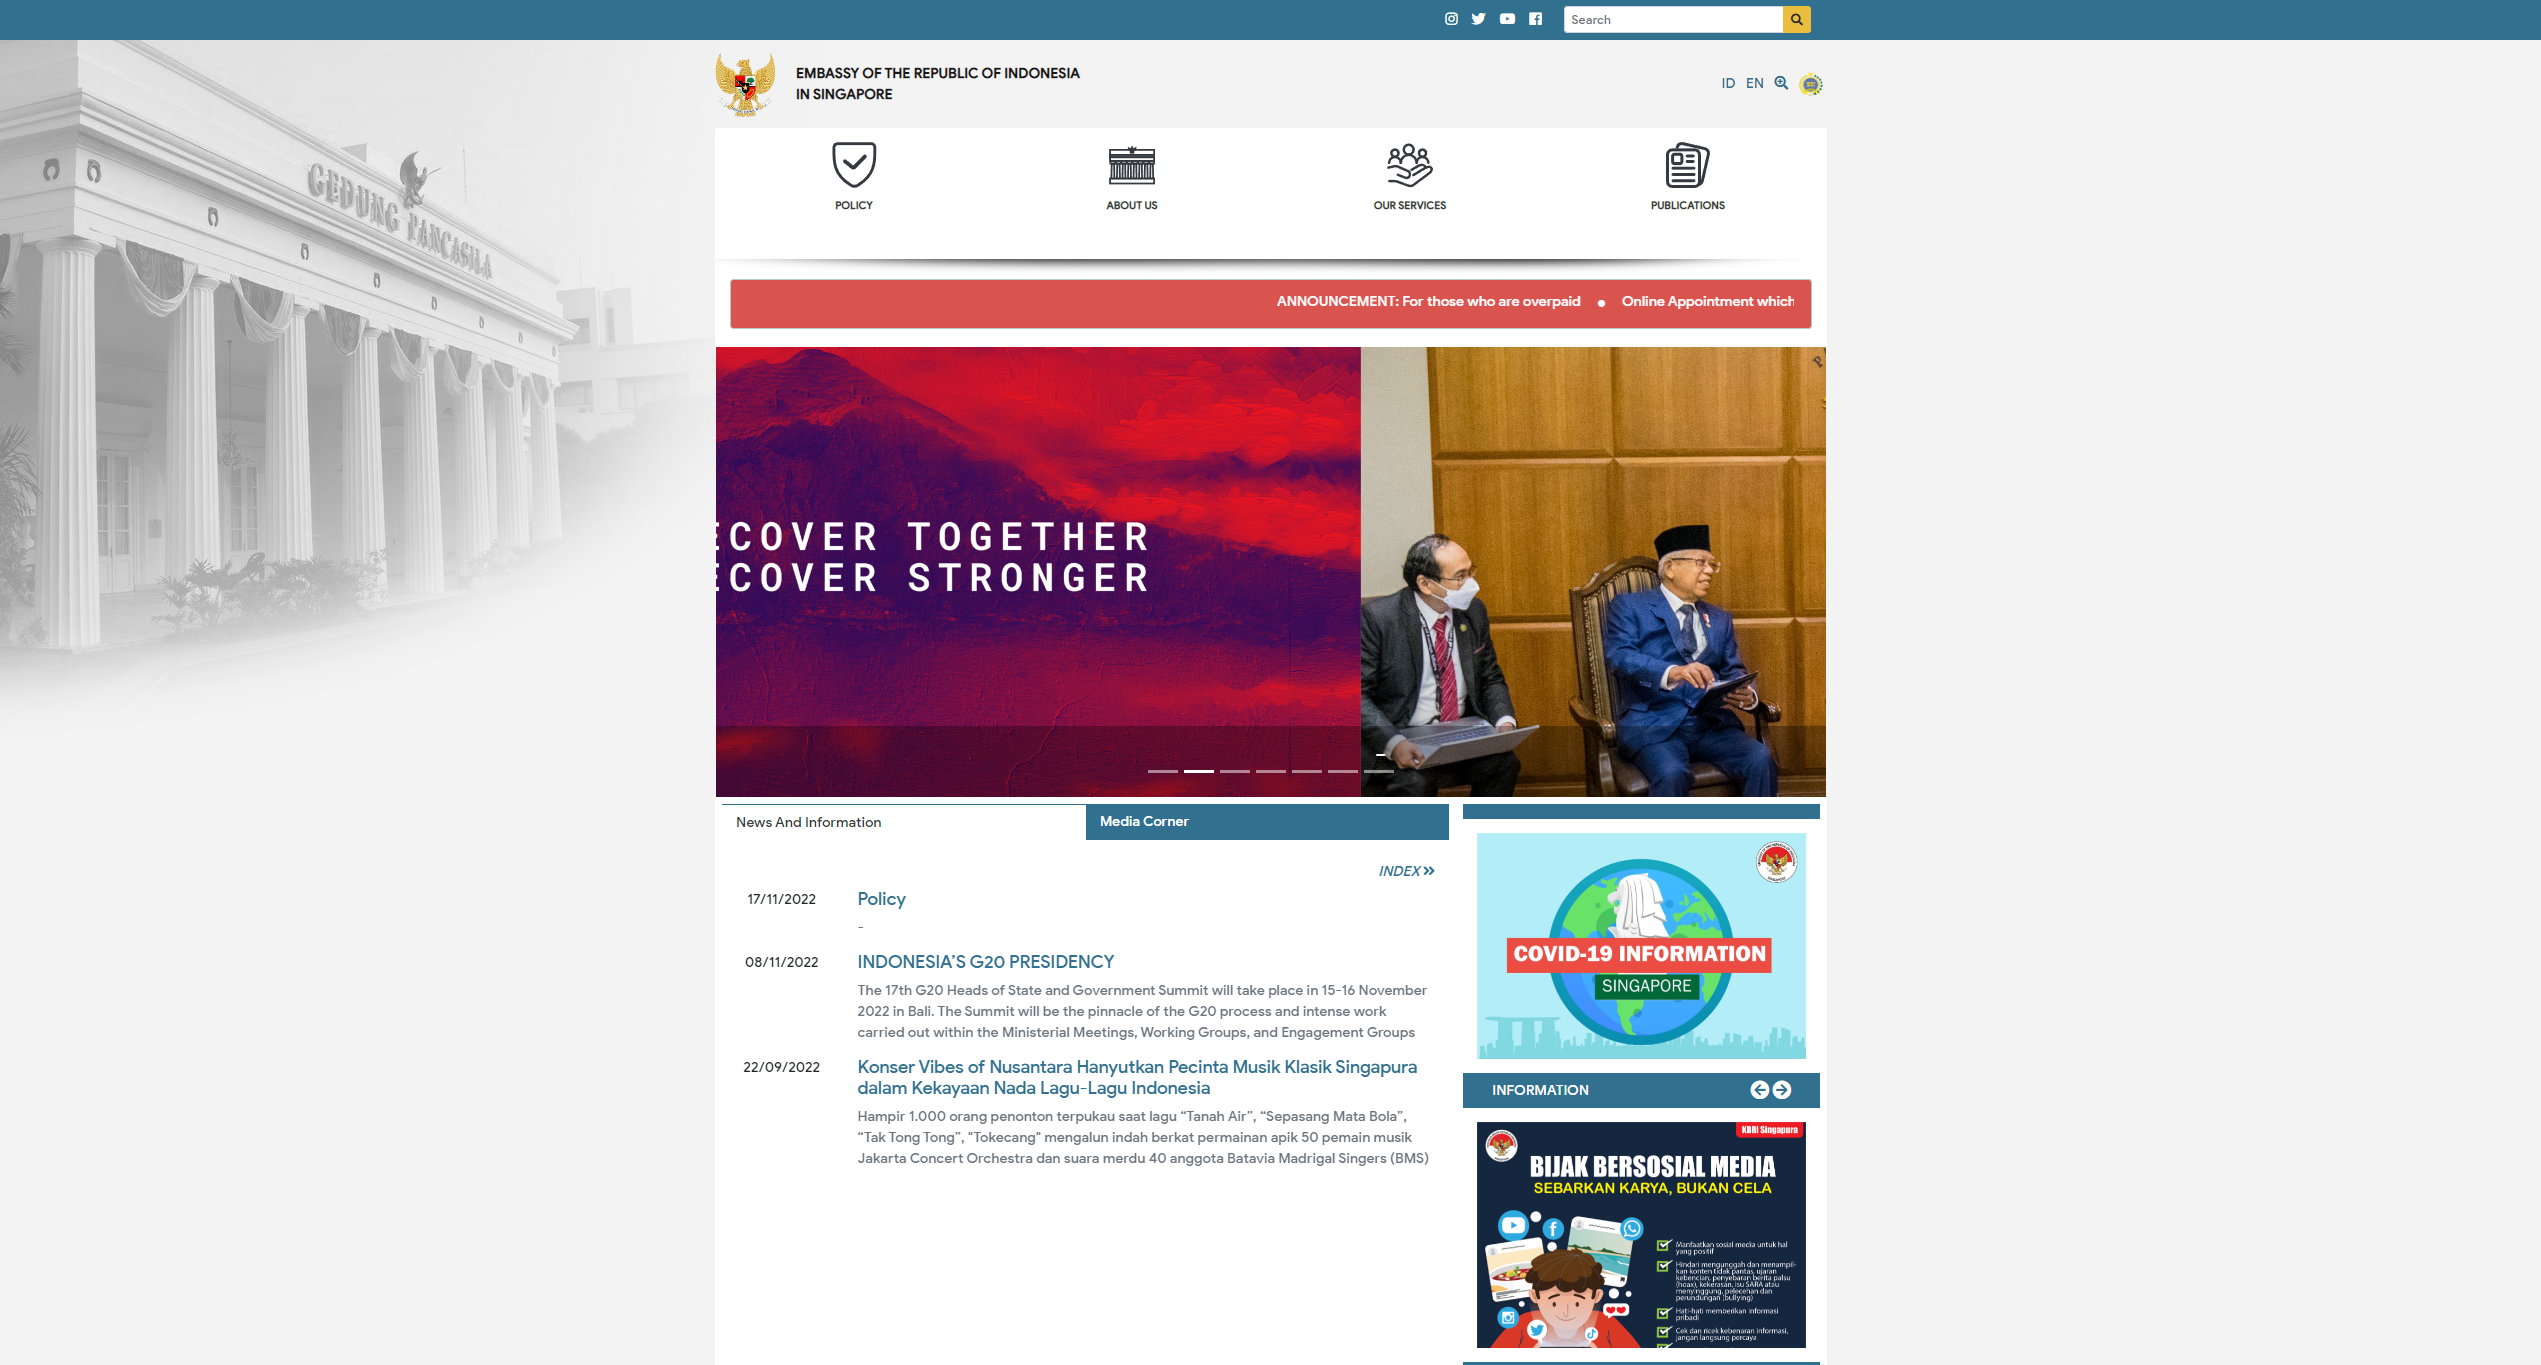 Search
EMBASSY OF THE REPUBLIC OF INDONESIA
IN SINGAPORE
ID EN
GEDUNG PANCASILA
POLICY
ABOUT US
OUR SERVICES
PUBLICATIONS
ANNOUNCEMENT: For those who are overpaid ● Online Appointment which
ECOVER TOGETHER
ECOVER STRONGER
News And Information
Media Corner
INDEX
17/11/2022
Policy
-
08/11/2022
INDONESIA'S G20 PRESIDENCY
The 17th G20 Heads of State and Government Summit will take place in 15-16 November
2022 in Bali. The Summit will be the pinnacle of the G20 process and intense work
carried out within the Ministerial Meetings, Working Groups, and Engagement Groups
22/09/2022
Konser Vibes of Nusantara Hanyutkan Pecinta Musik Klasik Singapura
dalam Kekayaan Nada Lagu-Lagu Indonesia
Hampir 1.000 orang penonton terpukau saat lagu “Tanah Air”, “Sepasang Mata Bola”,
“Tak Tong Tong”, "Tokecang" mengalun indah berkat permainan apik 50 pemain musik
Jakarta Concert Orchestra dan suara merdu 40 anggota Batavia Madrigal Singers (BMS)
COVID-19 INFORMATION
SINGAPORE
INFORMATION
KBRI Singapura
BIJAK BERSOSIAL MEDIA
SEBARKAN KARYA, BUKAN CELA
Manfaatkan sosial media untuk hal
yang positif
Hindari mengunggah dan menampil-
kan konten tidak pantas, ujaran
kebencian, penyebaran berita palsu
(hoax), kekerasan, isu SARA atau
menyinggung, pelecehan dan
perundungan (bullying)
Hati-hati memberikan informasi
pribadi
Cek dan ricek kebenaran informasi,
jangan langsung percaya